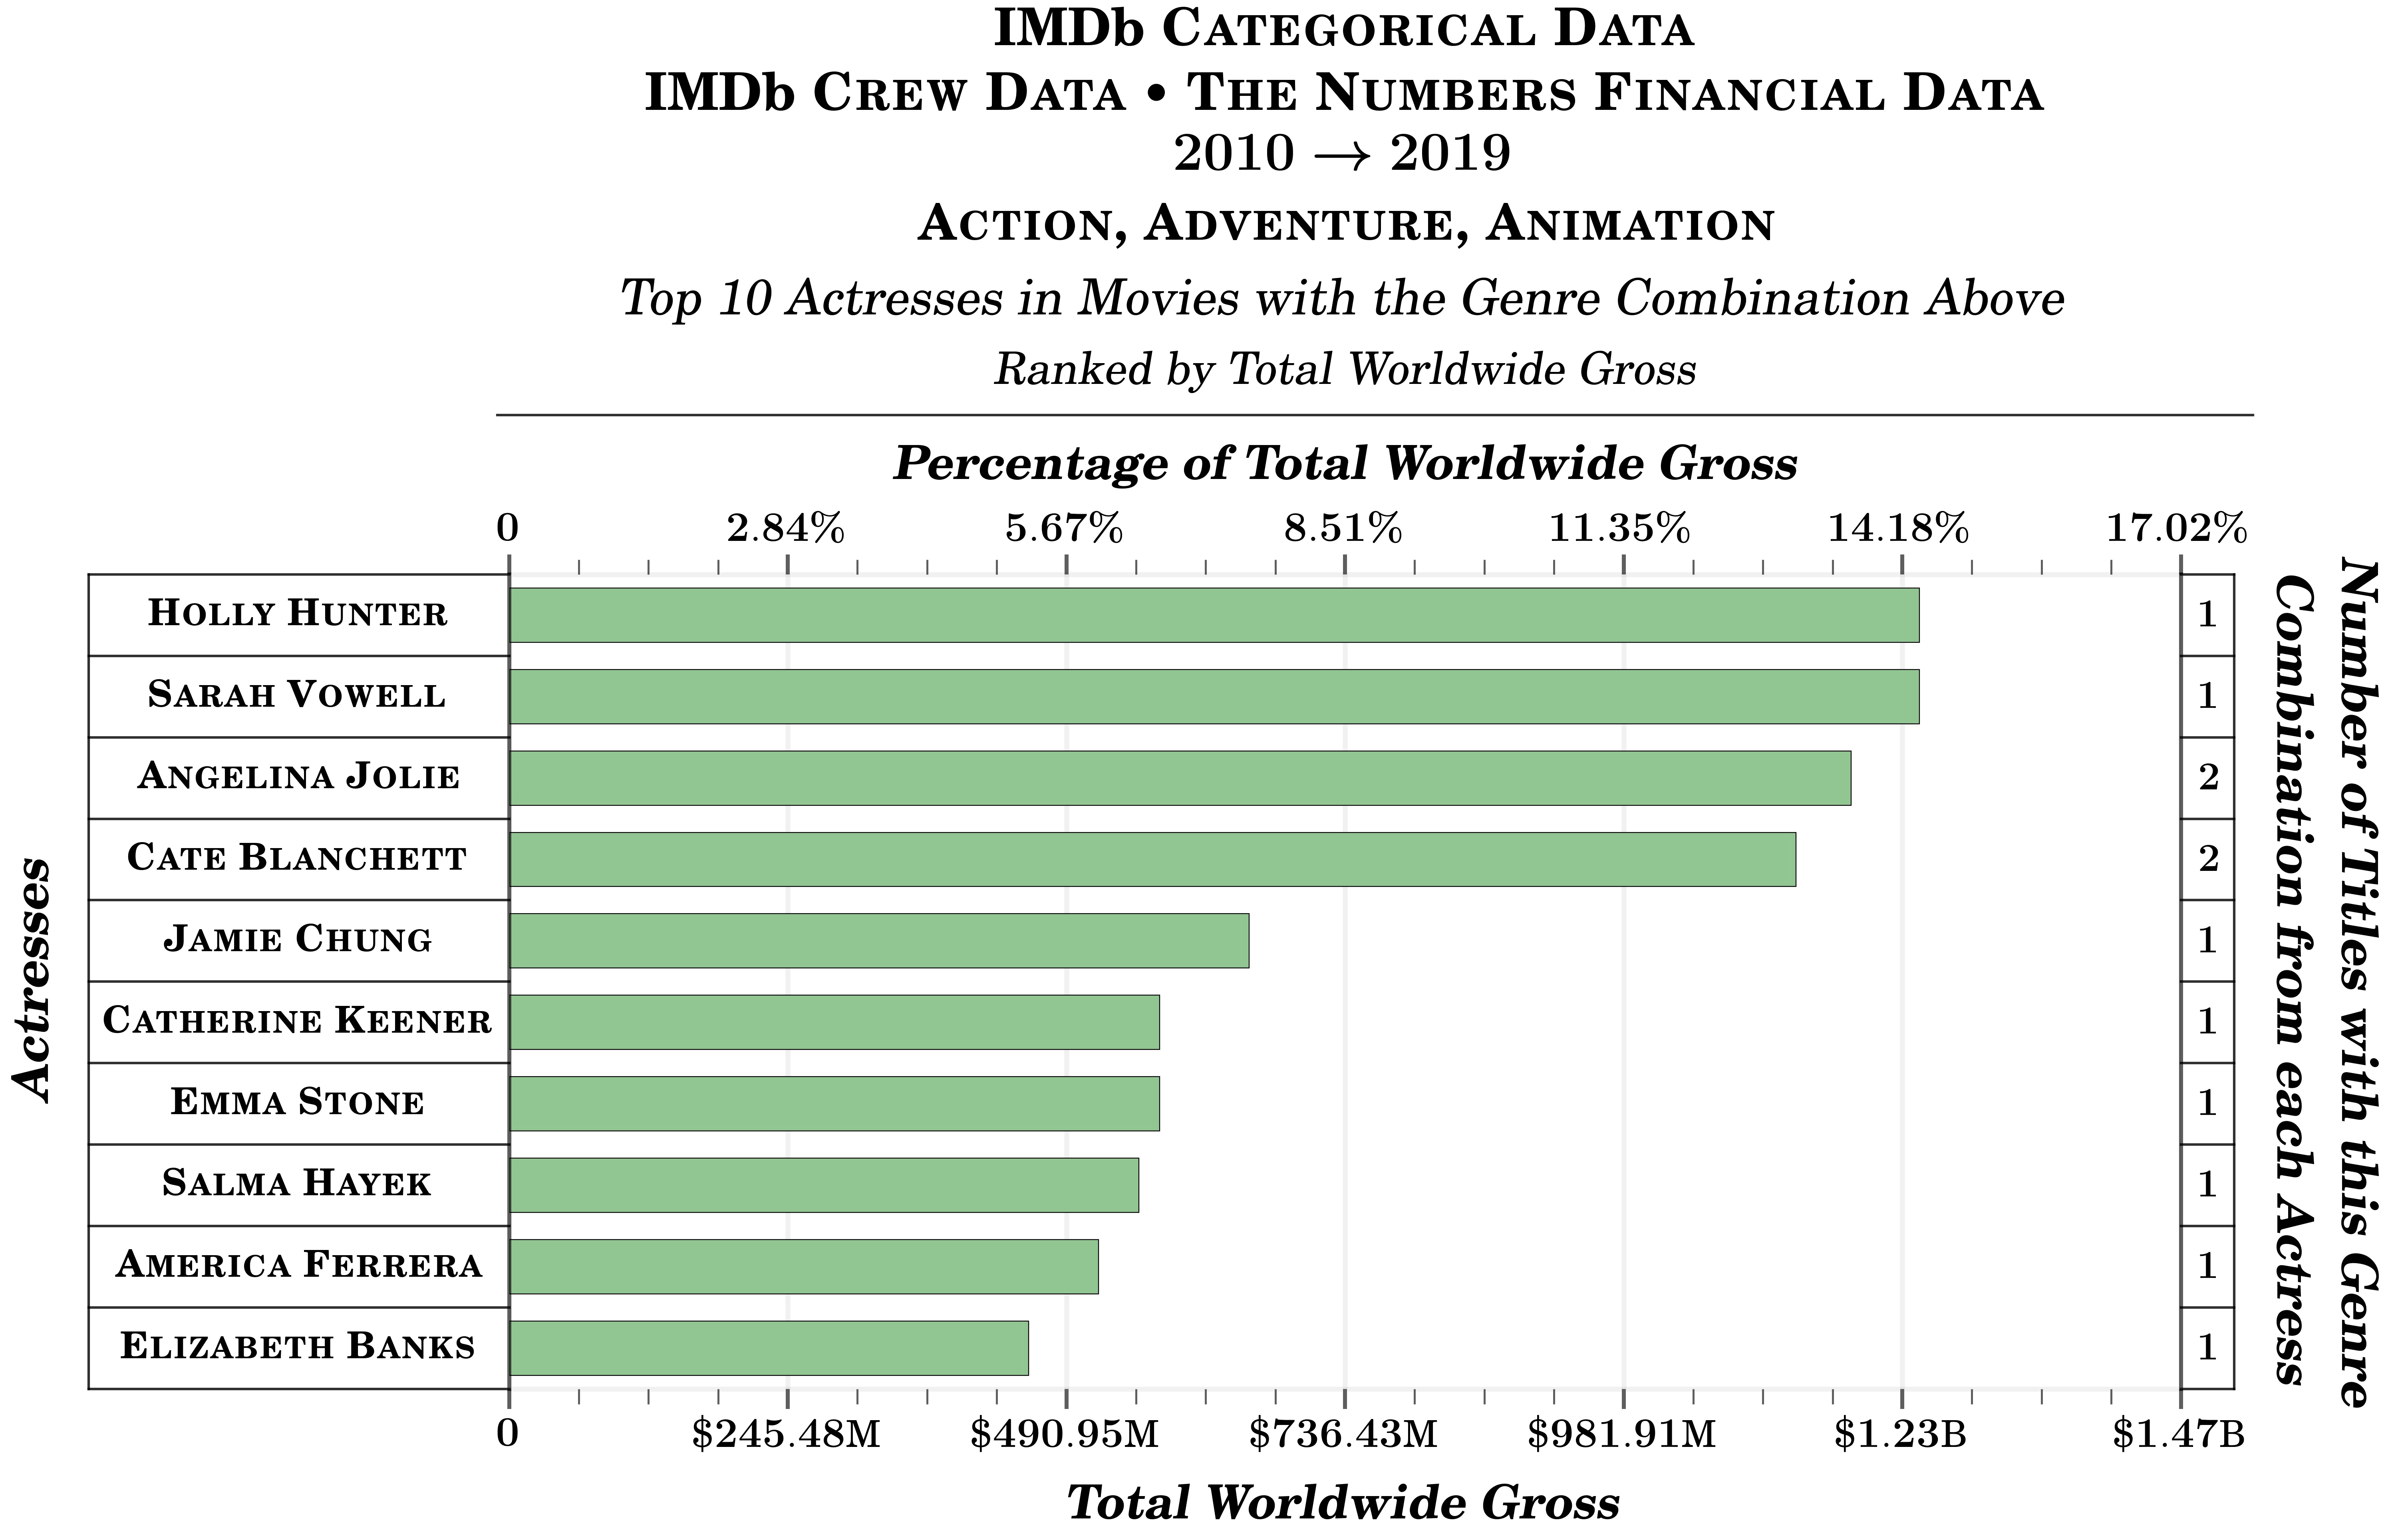 IMDb Categorical Data
IMDb Crew Data • The Numbers Financial Data
2010 → 2019
Action, Adventure, Animation
Top 10 Actresses in Movies with the Genre Combination Above
Ranked by Total Worldwide Gross
Percentage of Total Worldwide Gross
0 2.84% 5.67% 8.51% 11.35% 14.18% 17.02%
Actresses
Holly Hunter 1
Sarah Vowell 1
Angelina Jolie 2
Cate Blanchett 2
Jamie Chung 1
Catherine Keener 1
Emma Stone 1
Salma Hayek 1
America Ferrera 1
Elizabeth Banks 1
Number of Titles with this Genre
Combination from each Actress
0 $245.48M $490.95M $736.43M $981.91M $1.23B $1.47B
Total Worldwide Gross